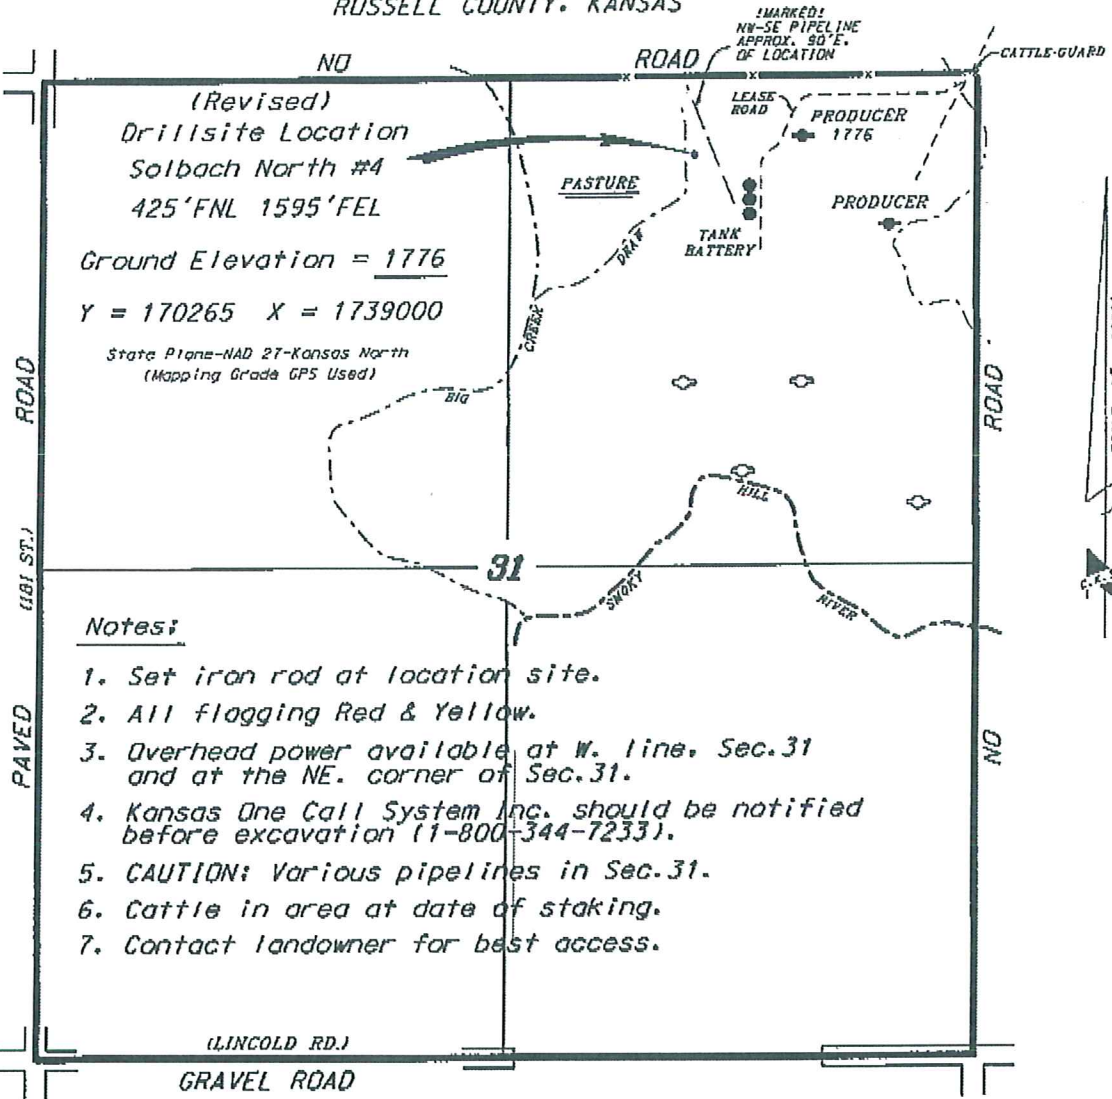 RUSSELL COUNTY, KANSAS
!MARKED!
NW-SE PIPELINE
APPROX. 90'E.
OF LOCATION
NO
ROAD
CATTLE-GUARD
(Revised)
Drillsite Location
Solbach North #4
425'FNL 1595'FEL
Ground Elevation = 1776
Y = 170265 X = 1739000
State Plane-NAD 27-Kansas North
(Mapping Grade GPS Used)
LEASE
ROAD
PRODUCER
1776
PASTURE
PRODUCER
TANK
BATTERY
DRAW
CREEK
BIG
ROAD
ROAD
HILL
31
SMOKY
RIVER
(181 ST.)
PAVED
NO
Notes:
1. Set iron rod at location site.
2. All flagging Red & Yellow.
3. Overhead power available at W. line, Sec.31
and at the NE. corner of Sec.31.
4. Kansas One Call System Inc. should be notified
before excavation (1-800-344-7233).
5. CAUTION: Various pipelines in Sec.31.
6. Cattle in area at date of staking.
7. Contact landowner for best access.
(LINCOLD RD.)
GRAVEL ROAD